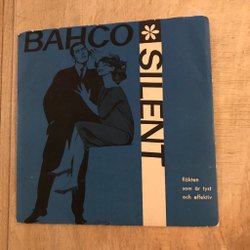 BAHCO
SILENT
fläkten
som är tyst
och effektiv